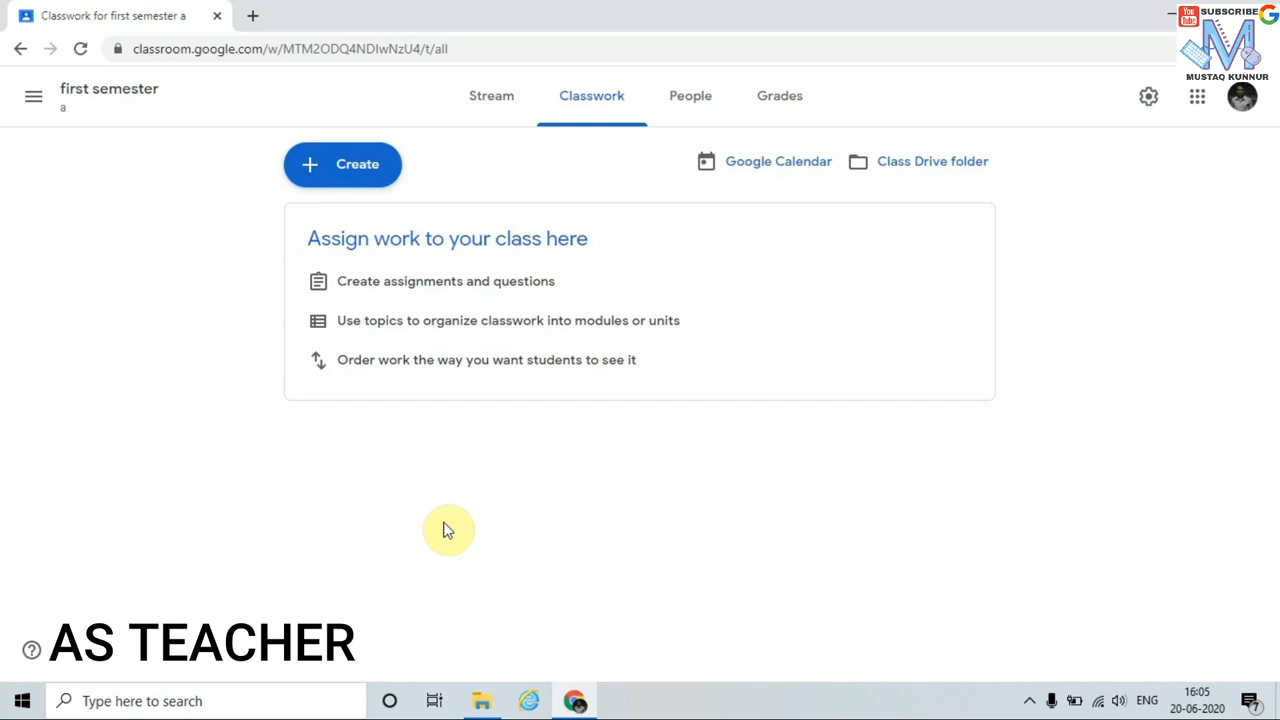 Classwork for first semester a
classroom.google.com/w/MTM2ODQ4NDIwNzU4/t/all
SUBSCRIBE
You
Tube
M
MUSTAQ KUNNUR
first semester
a
Stream
Classwork
People
Grades
Create
Google Calendar
Class Drive folder
Assign work to your class here
Create assignments and questions
Use topics to organize classwork into modules or units
Order work the way you want students to see it
AS TEACHER
Type here to search
ENG
16:05
20-06-2020
7